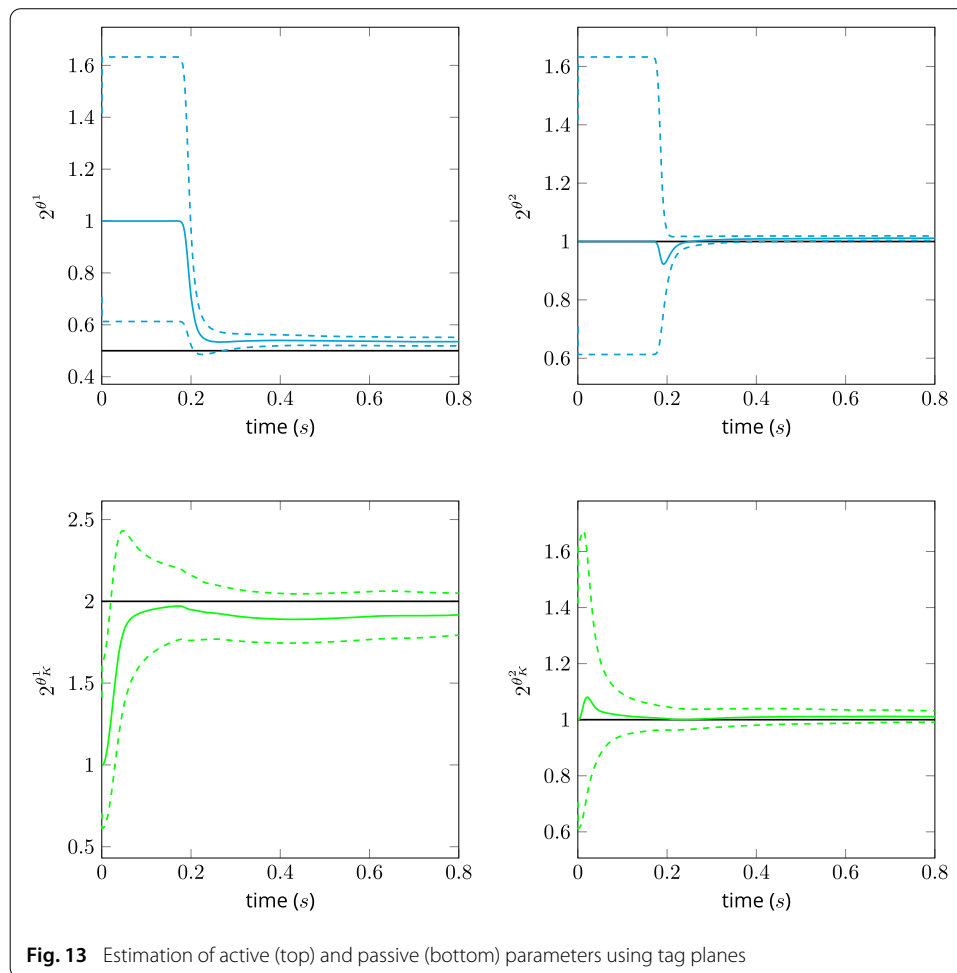 1.6
1.4
1.2
1
0.8
0.6
0.4
2^{θ^1}
0 0.2 0.4 0.6 0.8
time (s)
1.6
1.4
1.2
1
0.8
0.6
2^{θ^2}
0 0.2 0.4 0.6 0.8
time (s)
2.5
2
1.5
1
0.5
2^{θ_K^1}
0 0.2 0.4 0.6 0.8
time (s)
1.6
1.4
1.2
1
0.8
0.6
2^{θ_K^2}
0 0.2 0.4 0.6 0.8
time (s)
Fig. 13 Estimation of active (top) and passive (bottom) parameters using tag planes